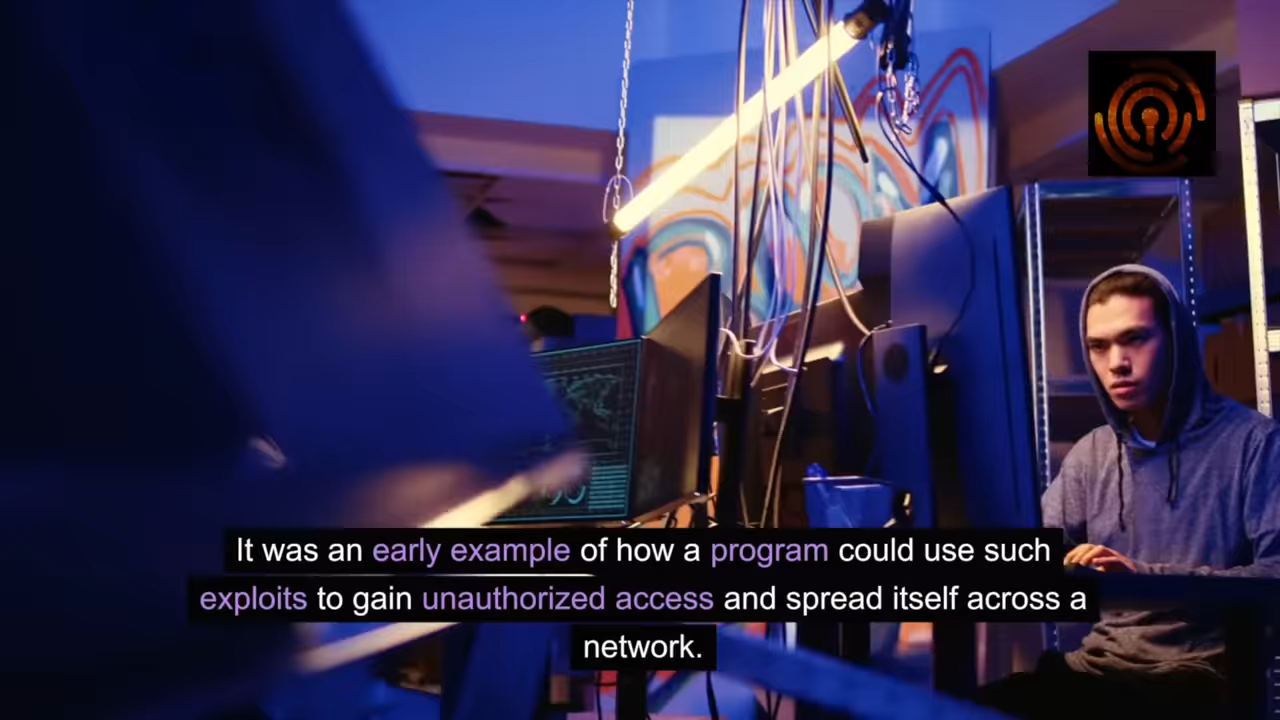 It was an early example of how a program could use such
exploits to gain unauthorized access and spread itself across a
network.